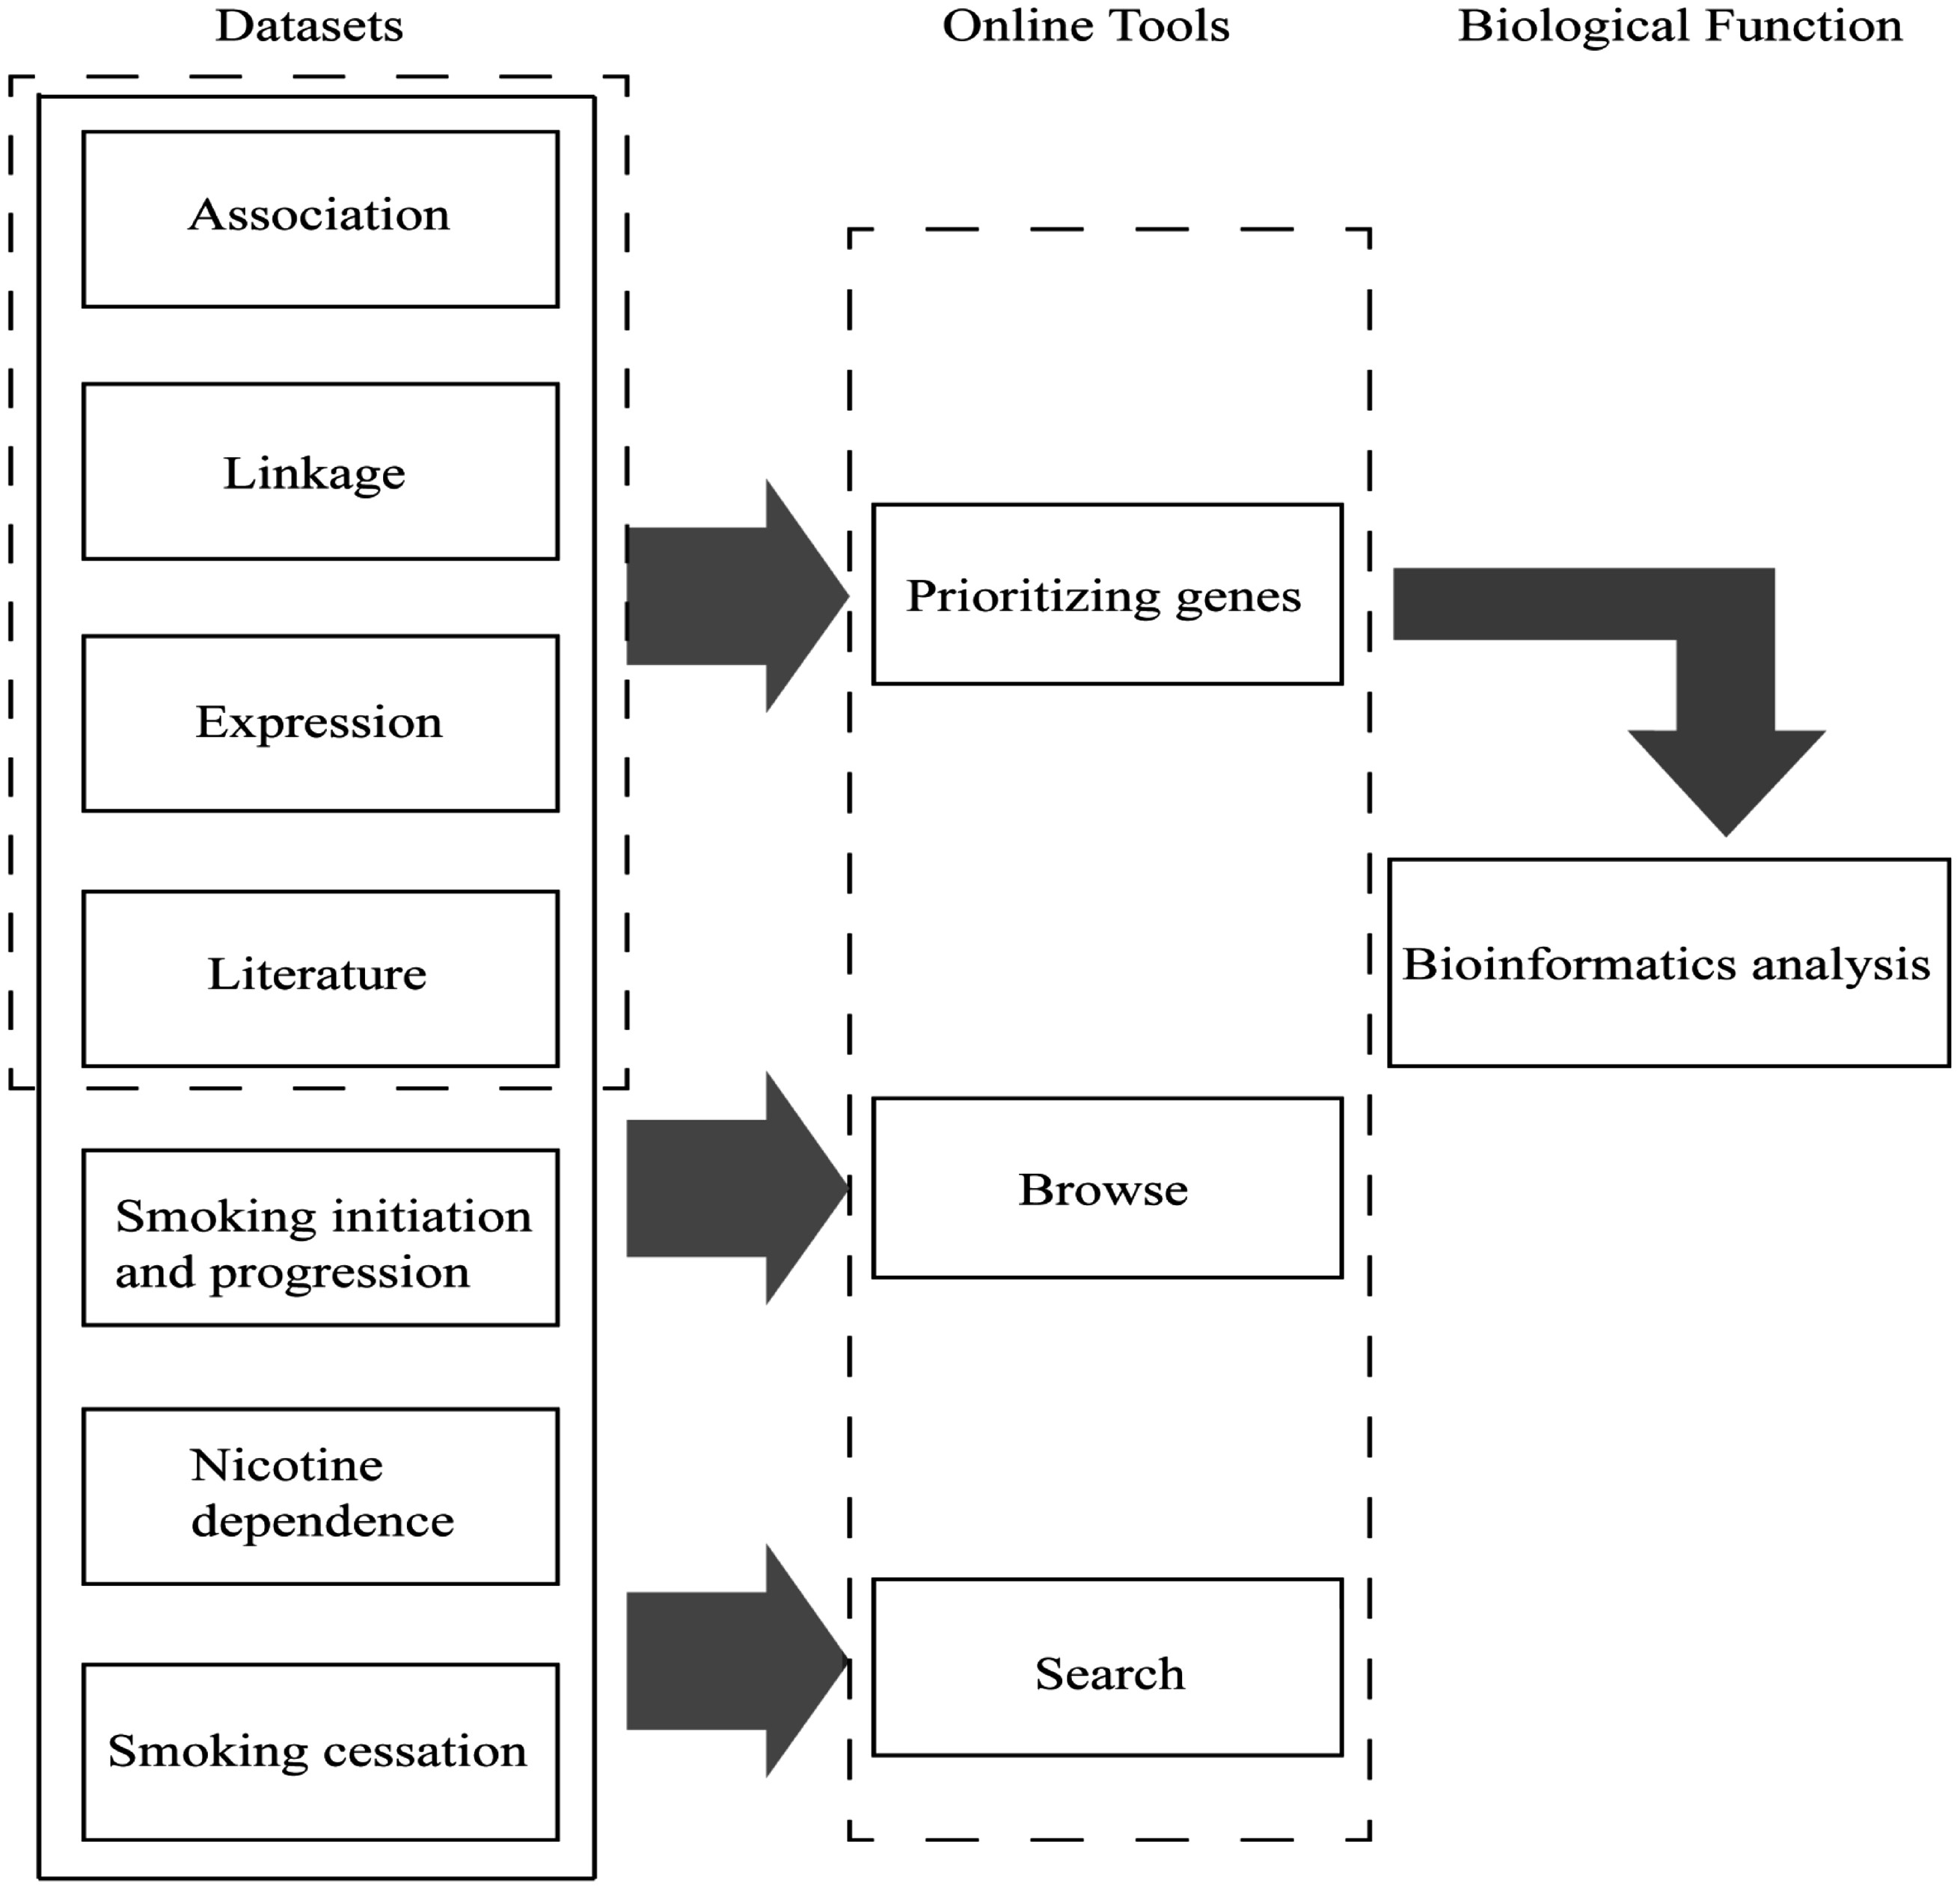 Datasets
Online Tools
Biological Function
Association
Linkage
Expression
Literature
Smoking initiation
and progression
Nicotine
dependence
Smoking cessation
Prioritizing genes
Browse
Search
Bioinformatics analysis